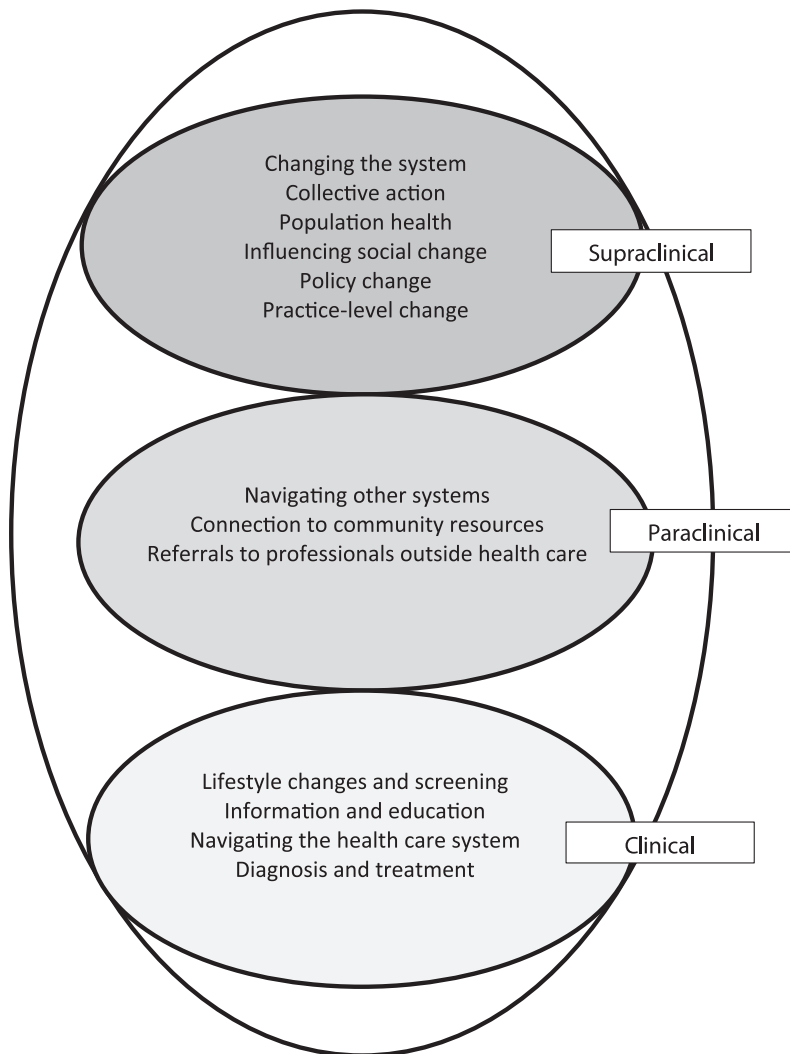 Changing the system
Collective action
Population health
Influencing social change
Policy change
Practice-level change
Supraclinical
Navigating other systems
Connection to community resources
Referrals to professionals outside health care
Paraclinical
Lifestyle changes and screening
Information and education
Navigating the health care system
Diagnosis and treatment
Clinical